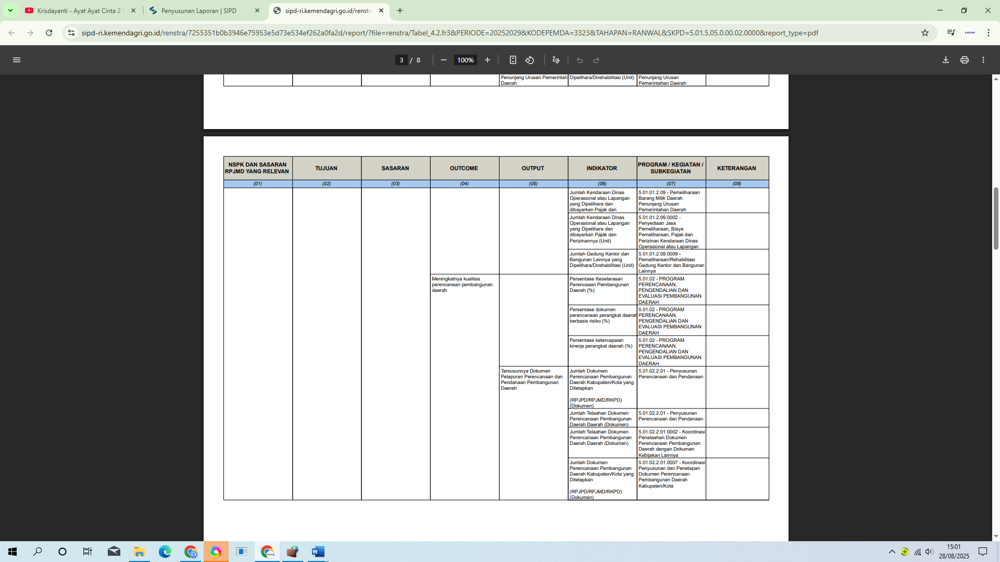 Krisdayanti - Ayat Ayat Cinta 2
Penyusunan Laporan | SIPD
sipd-ri.kemendagri.go.id/renstra
sipd-ri.kemendagri.go.id/renstra/7255351b0b3946e75953e5d73e534ef262a0fa2d/report/?file=renstra/Tabel_4.2.fr3&PERIODE=20252029&KODEPEMDA=3323&TAHAPAN=RANWAL&SKPD=5.01.5.05.0.00.02.0000&report_type=pdf
3 / 8
100%
Penunjang Urusan Pemerintah
Daerah
Dipelihara/Direhabilitasi (Unit)
Penunjang Urusan
Pemerintahan Daerah
NSPK DAN SASARAN
RPJMD YANG RELEVAN
TUJUAN
SASARAN
OUTCOME
OUTPUT
INDIKATOR
PROGRAM / KEGIATAN /
SUBKEGIATAN
KETERANGAN
(01)
(02)
(03)
(04)
(05)
(06)
(07)
(08)
Jumlah Kendaraan Dinas
Operasional atau Lapangan
yang Dipelihara dan
dibayarkan Pajak dan
5.01.01.2.09 - Pemeliharaan
Barang Milik Daerah
Penunjang Urusan
Pemerintahan Daerah
Jumlah Kendaraan Dinas
Operasional atau Lapangan
yang Dipelihara dan
dibayarkan Pajak dan
Perizinannya (Unit)
5.01.01.2.09.0002 -
Penyediaan Jasa
Pemeliharaan, Biaya
Pemeliharaan, Pajak dan
Perizinan Kendaraan Dinas
Operasional atau Lapangan
Jumlah Gedung Kantor dan
Bangunan Lainnya yang
Dipelihara/Direhabilitasi (Unit)
5.01.01.2.09.0009 -
Pemeliharaan/Rehabilitasi
Gedung Kantor dan Bangunan
Lainnya
Meningkatnya kualitas
perencanaan pembangunan
daerah
Persentase Keselarasan
Perencaaan Pembangunan
Daerah (%)
5.01.02 - PROGRAM
PERENCANAAN,
PENGENDALIAN DAN
EVALUASI PEMBANGUNAN
DAERAH
Persentase dokumen
perencanaan perangkat daerah
berbasis risiko (%)
5.01.02 - PROGRAM
PERENCANAAN,
PENGENDALIAN DAN
EVALUASI PEMBANGUNAN
DAERAH
Persentase ketercapaian
kinerja perangkat daerah (%)
5.01.02 - PROGRAM
PERENCANAAN,
PENGENDALIAN DAN
EVALUASI PEMBANGUNAN
DAERAH
Tersusunnya Dokumen
Pelaporan Perencanaan dan
Pendanaan Pembangunan
Daerah
Jumlah Dokumen
Perencanaan Pembangunan
Daerah Kabupaten/Kota yang
Ditetapkan
(RPJPD/RPJMD/RKPD)
(Dokumen)
5.01.02.2.01 - Penyusunan
Perencanaan dan Pendanaan
Jumlah Telaahan Dokumen
Perencanaan Pembangunan
Daerah Daerah (Dokumen)
5.01.02.2.01 - Penyusunan
Perencanaan dan Pendanaan
Jumlah Telaahan Dokumen
Perencanaan Pembangunan
Daerah Daerah (Dokumen)
5.01.02.2.01.0002 - Koordinasi
Penelaahan Dokumen
Perencanaan Pembangunan
Daerah dengan Dokumen
Kebijakan Lainnya
Jumlah Dokumen
Perencanaan Pembangunan
Daerah Kabupaten/Kota yang
Ditetapkan
(RPJPD/RPJMD/RKPD)
(Dokumen)
5.01.02.2.01.0007 - Koordinasi
Penyusunan dan Penetapan
Dokumen Perencanaan
Pembangunan Daerah
Kabupaten/Kota
15:01
28/08/2025